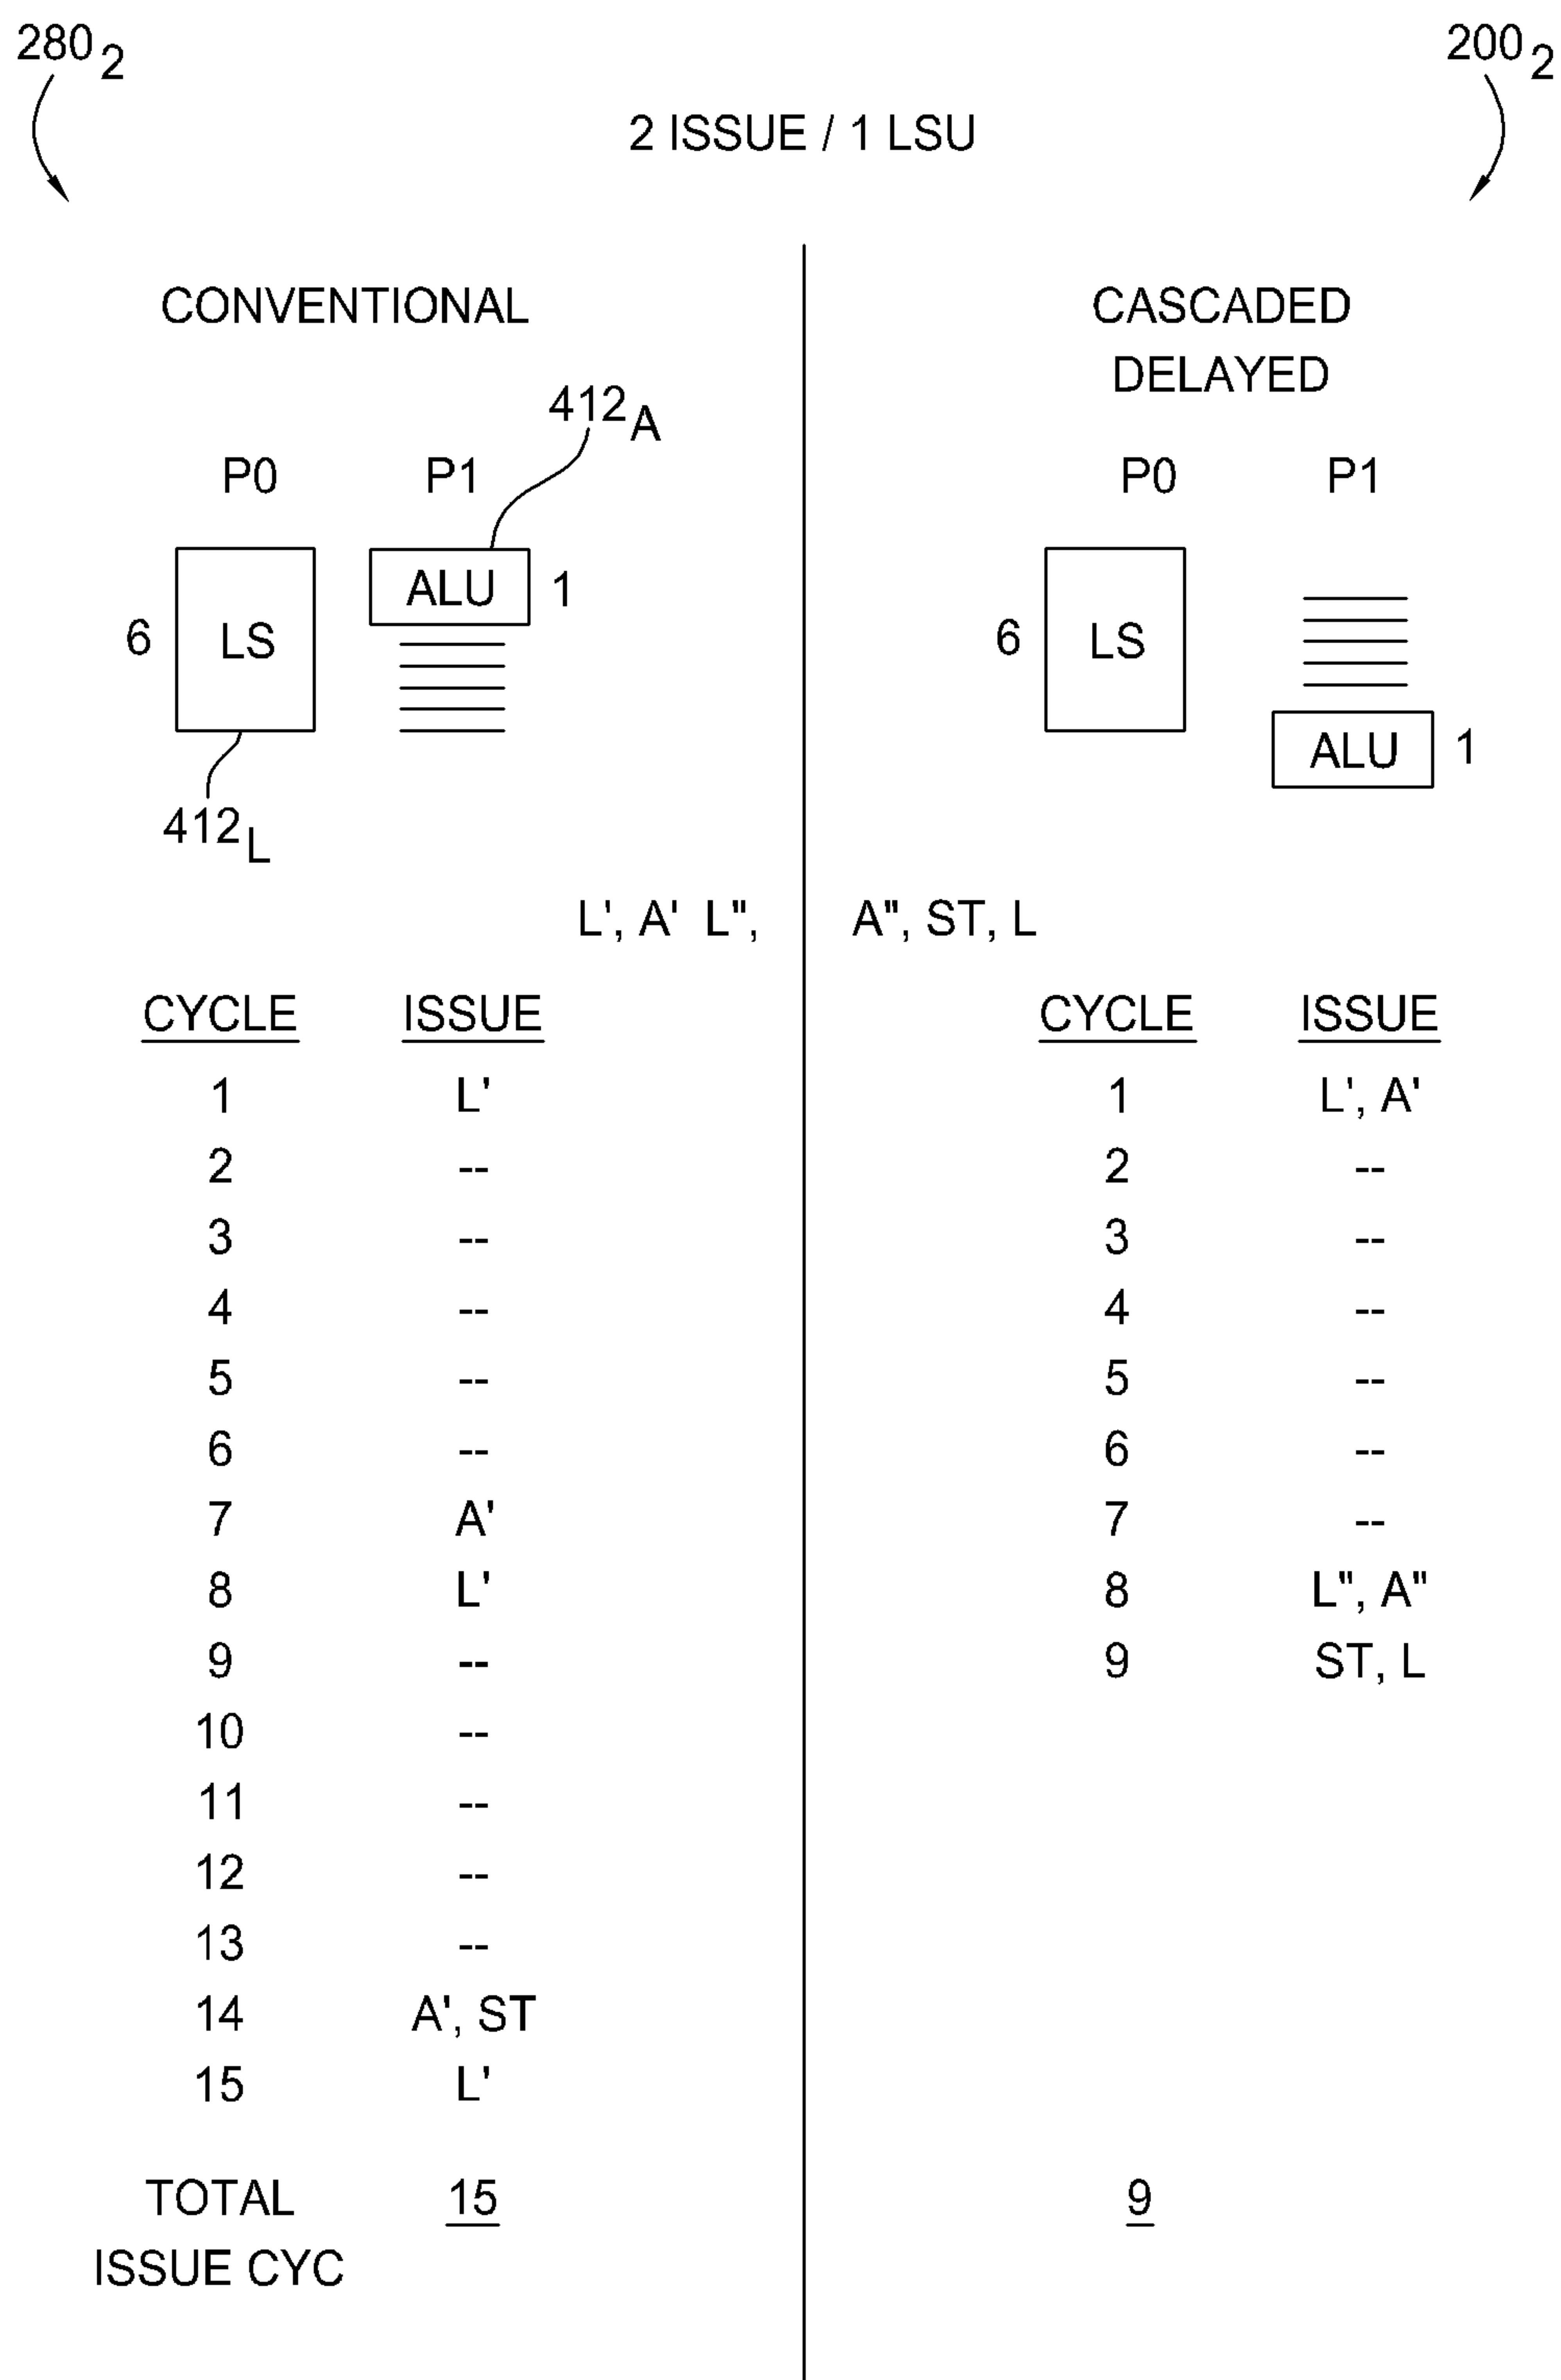 280 2 200 2
2 ISSUE / 1 LSU
CONVENTIONAL
CASCADED
DELAYED
412 A
P0 P1
P0 P1
6 LS ALU 1
412 L
6 LS ALU 1
L', A' L", A", ST, L
CYCLE ISSUE CYCLE ISSUE
1 L' 1 L', A'
2 -- 2 --
3 -- 3 --
4 -- 4 --
5 -- 5 --
6 -- 6 --
7 A' 7 --
8 L' 8 L", A"
9 -- 9 ST, L
10 --
11 --
12 --
13 --
14 A', ST
15 L'
TOTAL 15 9
ISSUE CYC